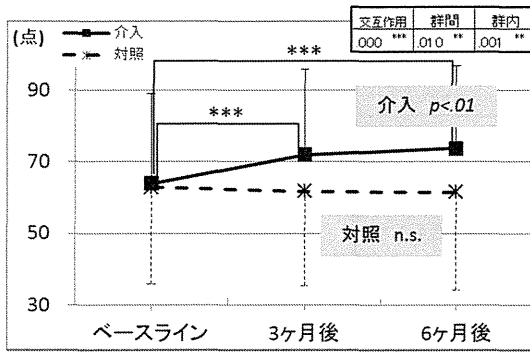 交互作用 群間 群内
.000 *** .010 ** .001 **
(点)
介入
対照
***
***
90
70
50
30
介入 p<.01
対照 n.s.
ベースライン 3ヶ月後 6ヶ月後